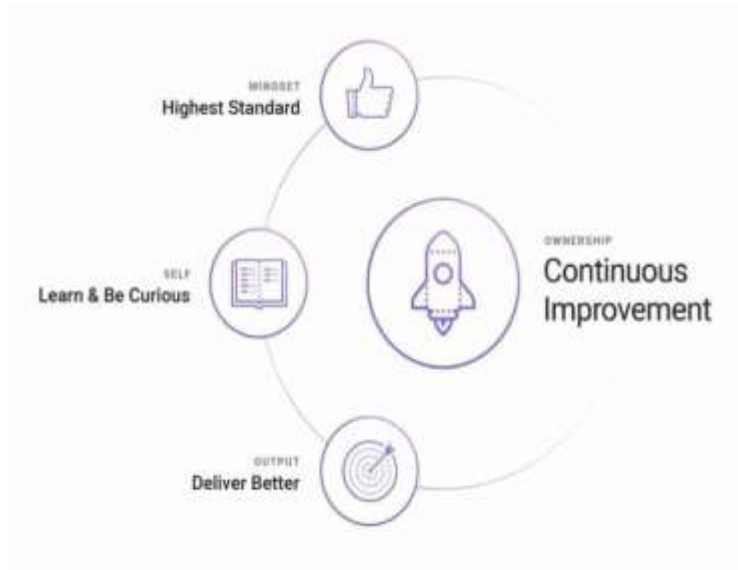 MINDSET
Highest Standard
SELF
Learn & Be Curious
OWNERSHIP
Continuous
Improvement
OUTPUT
Deliver Better